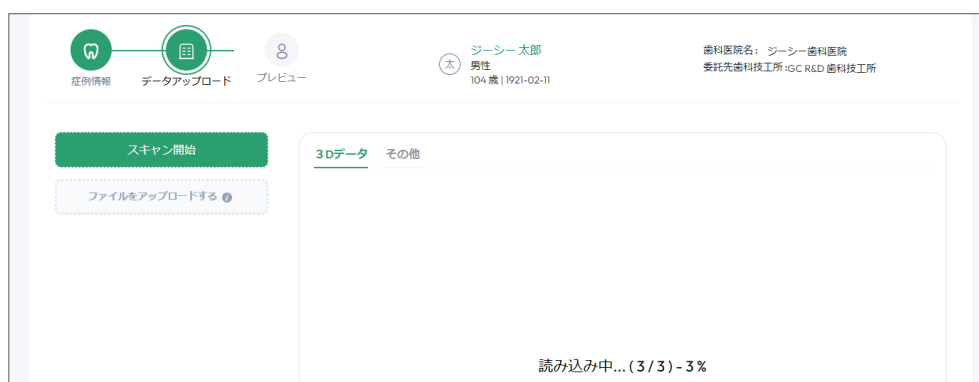 症例情報
データアップロード
プレビュー
太
ジーシー 太郎
男性
104 歳 | 1921-02-11
歯科医院名： ジーシー歯科医院
委託先歯科技工所 :GC R&D 歯科技工所
スキャン開始
ファイルをアップロードする
3Dデータ その他
読み込み中...(3/3)-3%